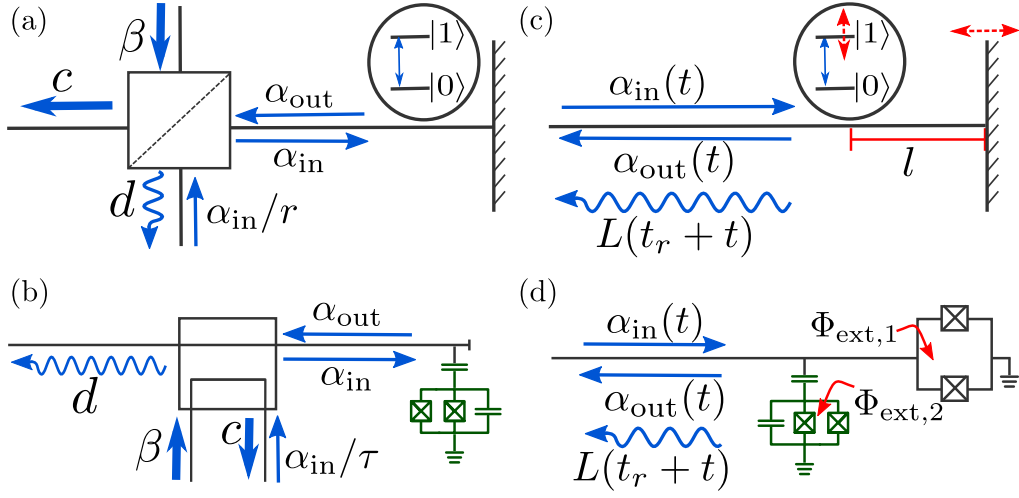 (a)
β
c
α_out
α_in
d
α_in/r
|1⟩
|0⟩
(b)
α_out
α_in
d
β
c
α_in/τ
(c)
α_in(t)
α_out(t)
L(t_r + t)
|1⟩
|0⟩
l
(d)
α_in(t)
α_out(t)
L(t_r + t)
Φ_ext,1
Φ_ext,2